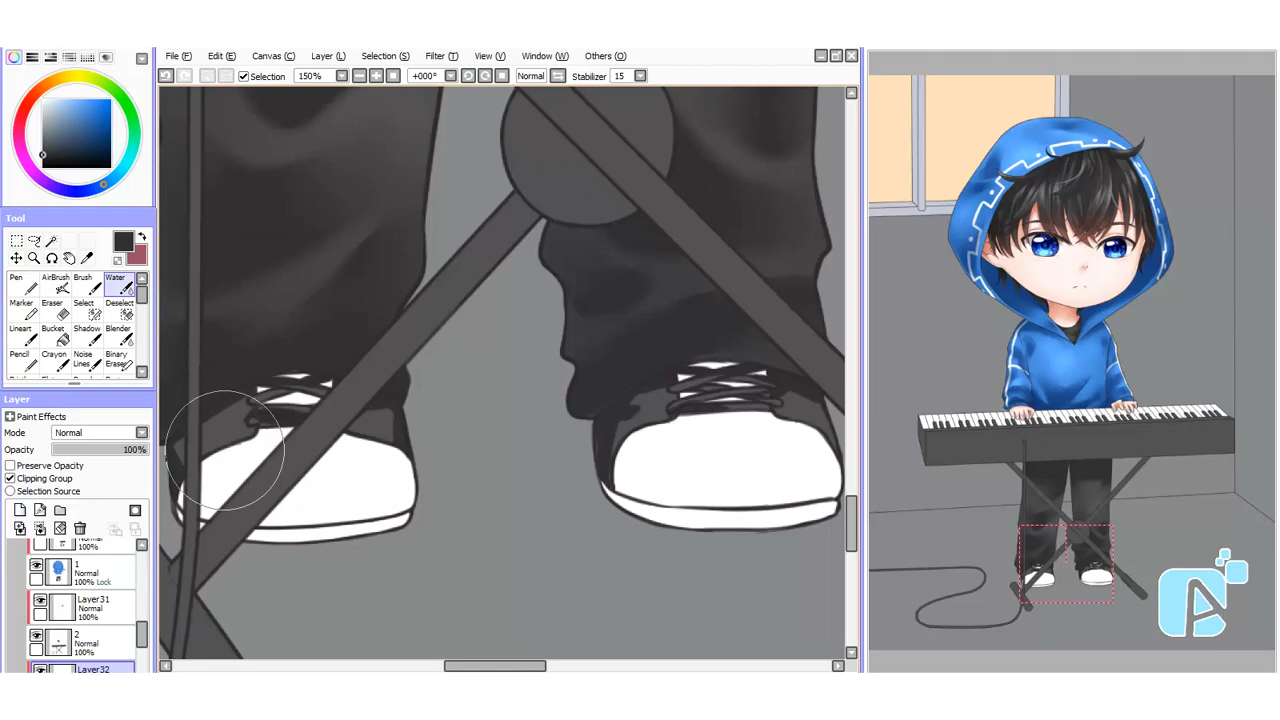 File (F) Edit (E) Canvas (C) Layer (L) Selection (S) Filter (T) View (V) Window (W) Others (O)
Selection 150% +000° Normal Stabilizer 15
Tool
Pen AirBrush Brush Water
Marker Eraser Select Deselect
Lineart Bucket Shadow Blender
Pencil Crayon Noise Lines Binary Eraser
Layer
Paint Effects
Mode Normal
Opacity 100%
Preserve Opacity
Clipping Group
Selection Source
100%
1
Normal
100% Lock
Layer31
Normal
100%
2
Normal
100%
Layer32